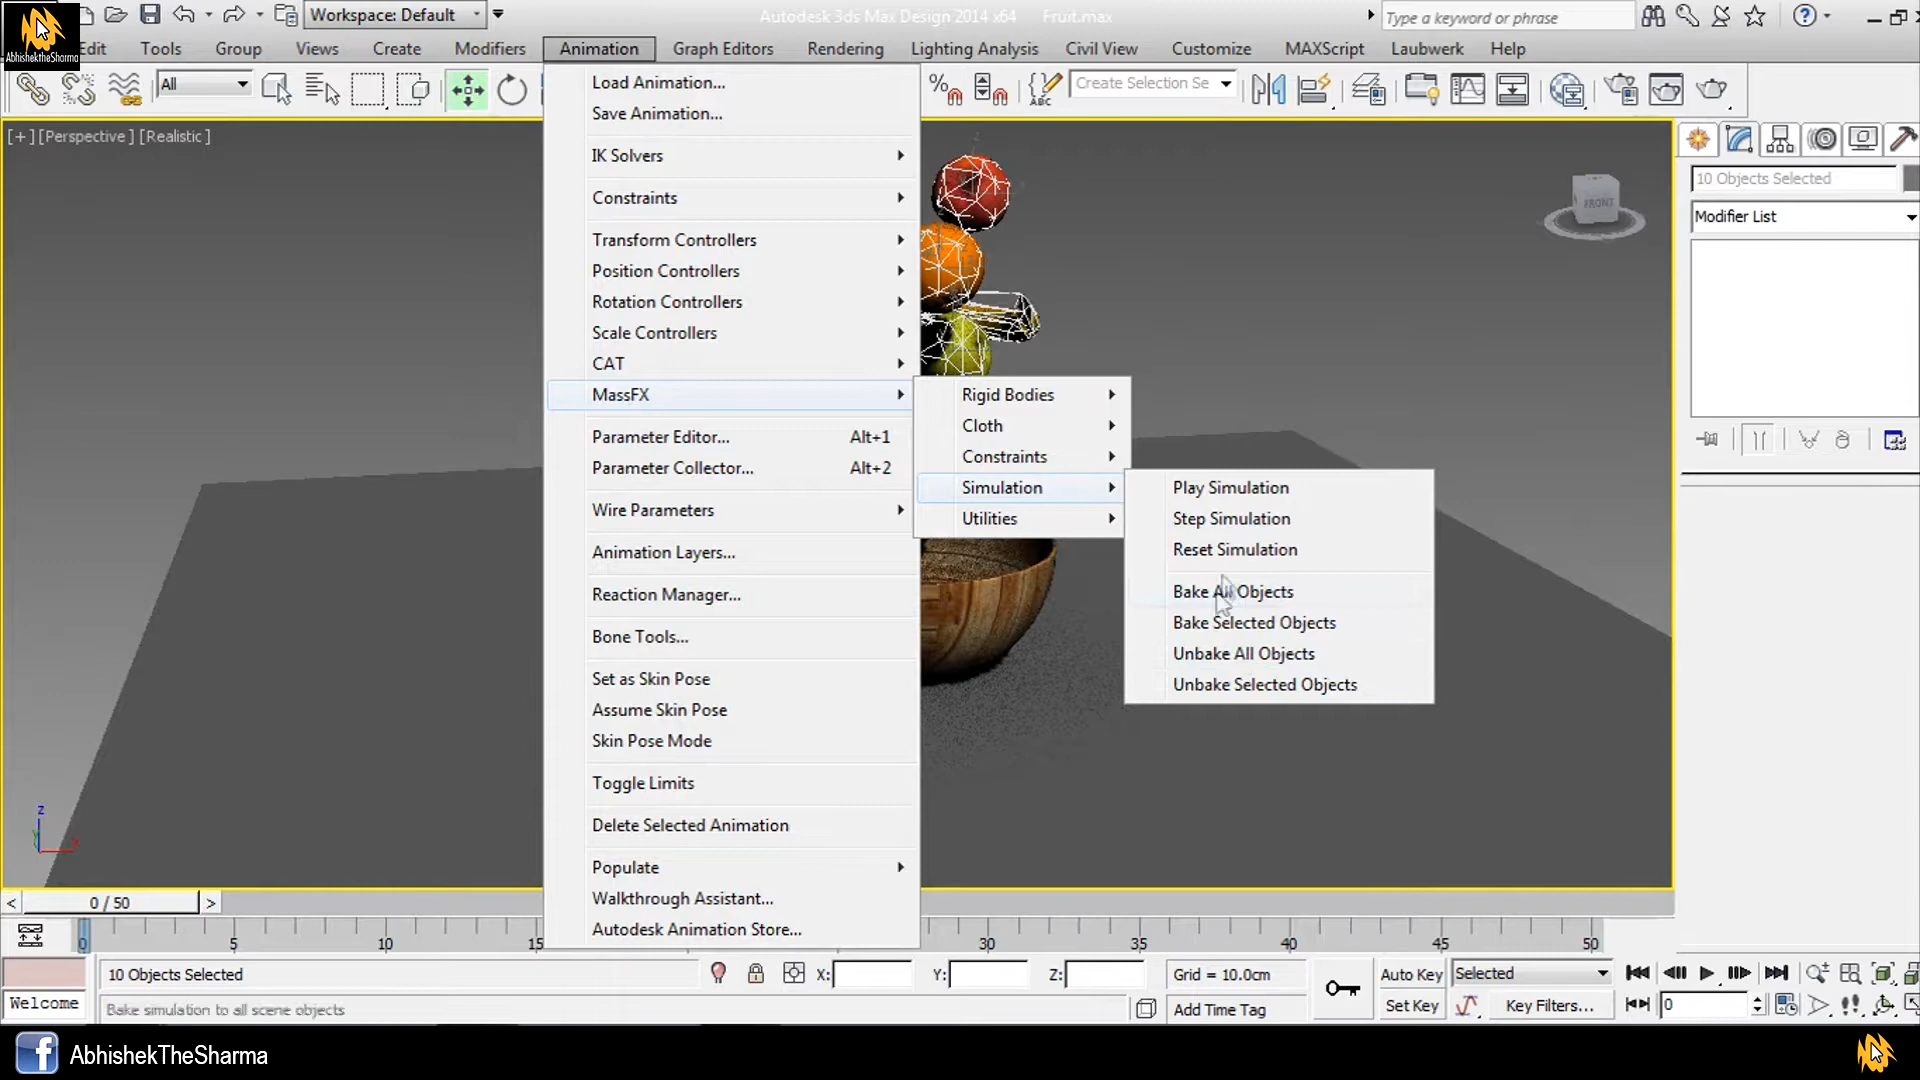 Workspace: Default
Autodesk 3ds Max Design 2014 x64 Fruit.max
Type a keyword or phrase
AbhishektheSharma
Edit Tools Group Views Create Modifiers Animation Graph Editors Rendering Lighting Analysis Civil View Customize MAXScript Laubwerk Help
All
ABC
Create Selection Se
[+] [Perspective ] [Realistic ]
FRONT
10 Objects Selected
Modifier List
Load Animation...
Save Animation...
IK Solvers
Constraints
Transform Controllers
Position Controllers
Rotation Controllers
Scale Controllers
CAT
MassFX
Parameter Editor... Alt+1
Parameter Collector... Alt+2
Wire Parameters
Animation Layers...
Reaction Manager...
Bone Tools...
Set as Skin Pose
Assume Skin Pose
Skin Pose Mode
Toggle Limits
Delete Selected Animation
Populate
Walkthrough Assistant...
Autodesk Animation Store...
Rigid Bodies
Cloth
Constraints
Simulation
Utilities
Play Simulation
Step Simulation
Reset Simulation
Bake All Objects
Bake Selected Objects
Unbake All Objects
Unbake Selected Objects
z
y
x
< 0 / 50 >
0 5 10 15 30 35 40 45 50
10 Objects Selected
X: Y: Z:
Grid = 10.0cm
Auto Key
Selected
Welcome
Bake simulation to all scene objects
Add Time Tag
Set Key
Key Filters...
0
f AbhishekTheSharma